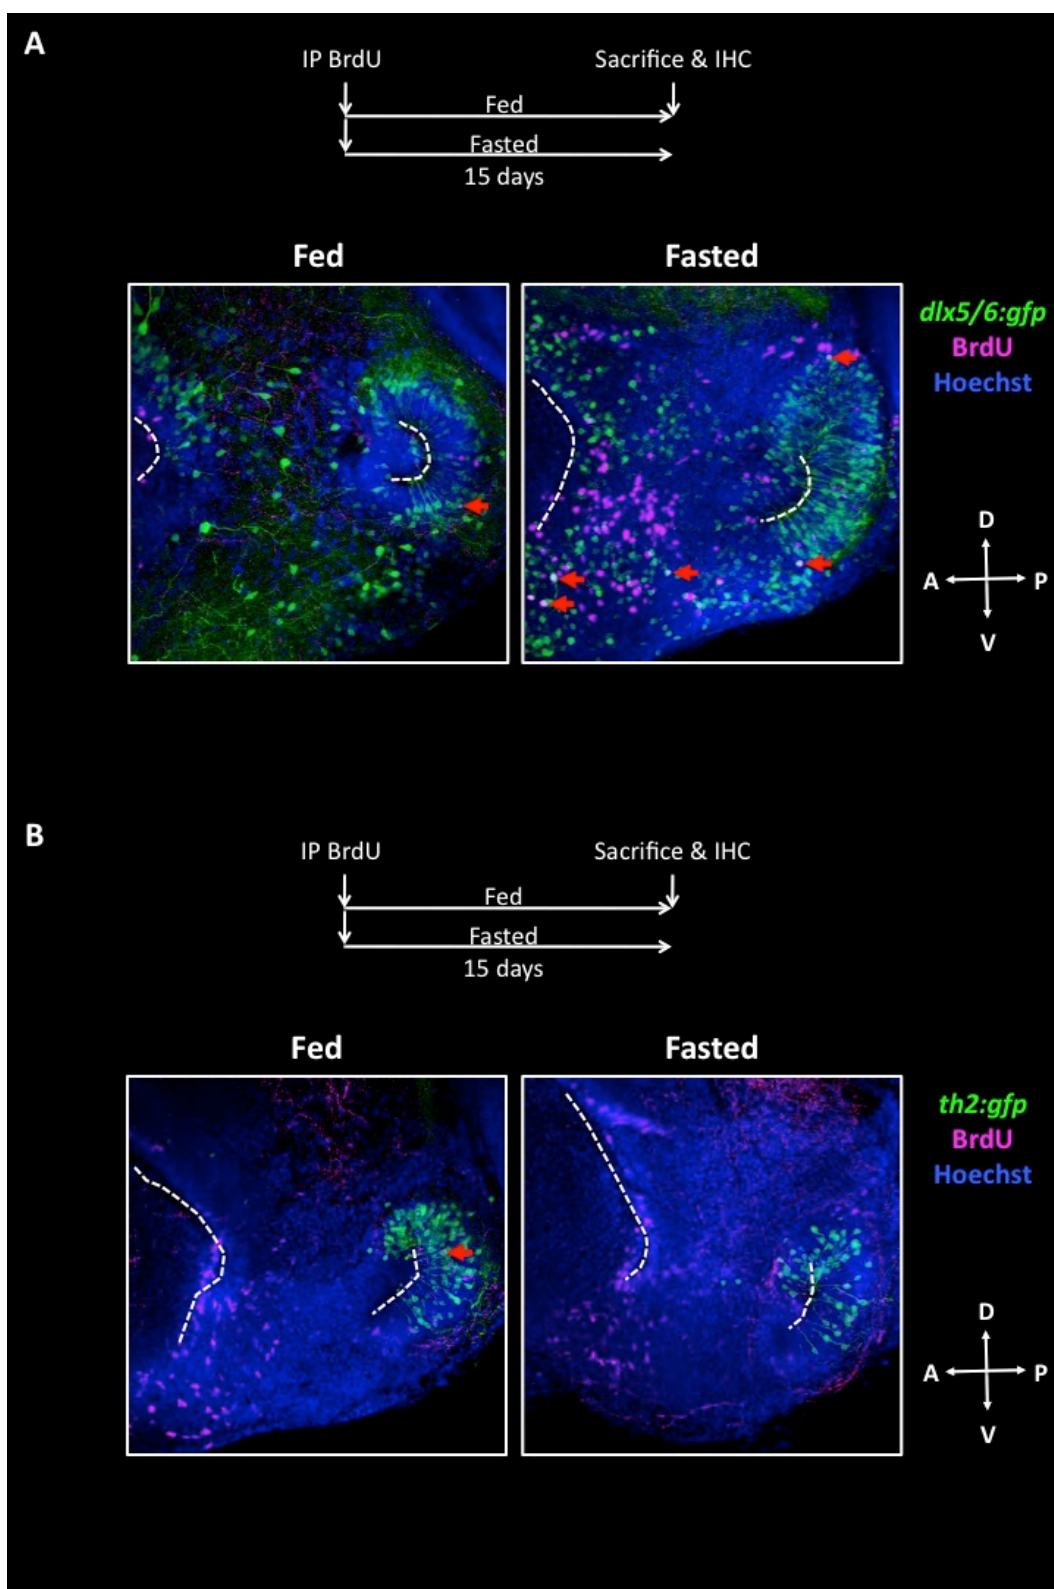 A
IP BrdU
Sacrifice & IHC
Fed
Fasted
15 days
Fed
Fasted
dlx5/6:gfp
BrdU
Hoechst
D
A
P
V
B
IP BrdU
Sacrifice & IHC
Fed
Fasted
15 days
Fed
Fasted
th2:gfp
BrdU
Hoechst
D
A
P
V